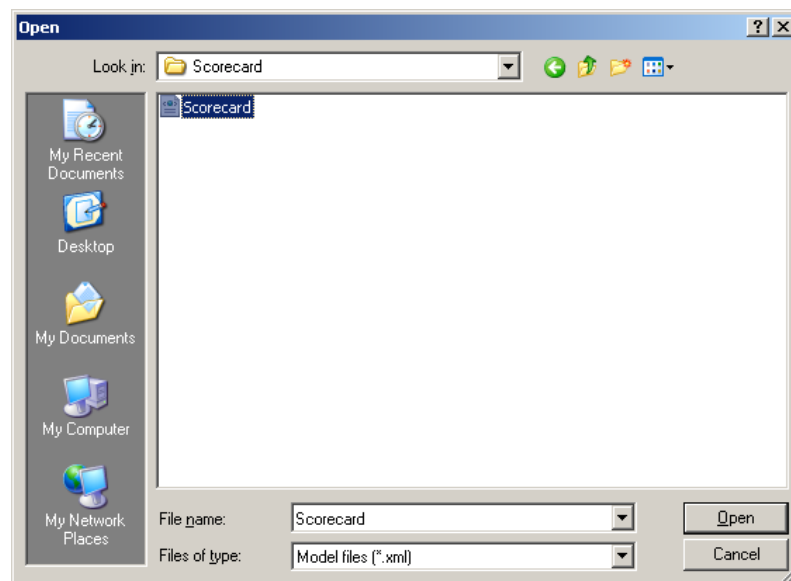 Open
Look in:
Scorecard
Scorecard
My Recent
Documents
Desktop
My Documents
My Computer
My Network
Places
File name:
Scorecard
Open
Files of type:
Model files (*.xml)
Cancel